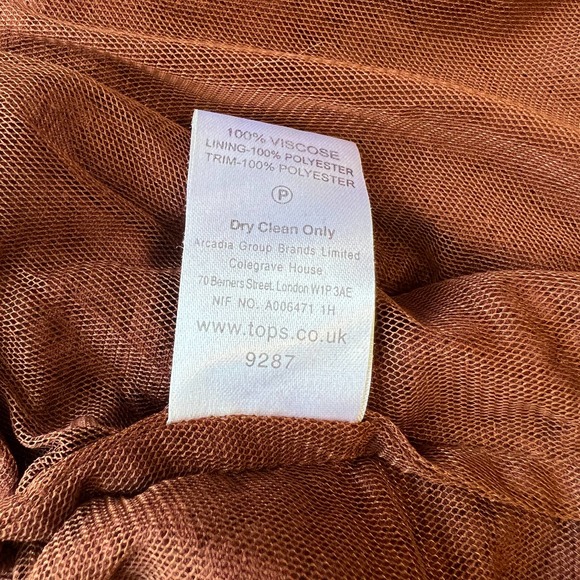 100% VISCOSE
LINING-100% POLYESTER
TRIM-100% POLYESTER
P
Dry Clean Only
Arcadia Group Brands Limited
Colegrave House
70 Berners Street, London W1P 3AE
NIF NO. A006471 1H
www.tops.co.uk
9287